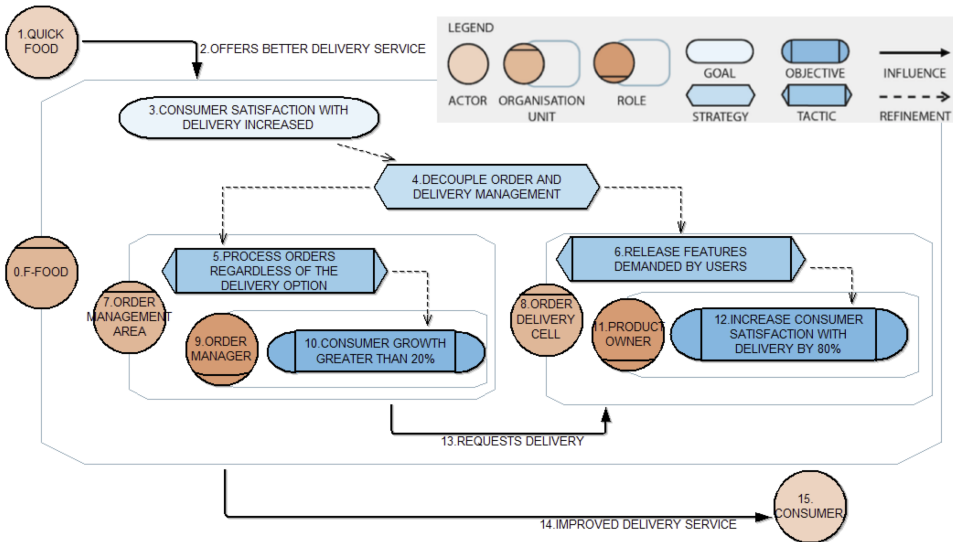 1.QUICK
FOOD
2.OFFERS BETTER DELIVERY SERVICE
LEGEND
ACTOR
ORGANISATION
UNIT
ROLE
GOAL
STRATEGY
OBJECTIVE
TACTIC
INFLUENCE
REFINEMENT
3.CONSUMER SATISFACTION WITH
DELIVERY INCREASED
4.DECOUPLE ORDER AND
DELIVERY MANAGEMENT
0.F-FOOD
5.PROCESS ORDERS
REGARDLESS OF THE
DELIVERY OPTION
6.RELEASE FEATURES
DEMANDED BY USERS
7.ORDER
MANAGEMENT
AREA
8.ORDER
DELIVERY
CELL
9.ORDER
MANAGER
10.CONSUMER GROWTH
GREATER THAN 20%
11.PRODUCT
OWNER
12.INCREASE CONSUMER
SATISFACTION WITH
DELIVERY BY 80%
13.REQUESTS DELIVERY
14.IMPROVED DELIVERY SERVICE
15.
CONSUMER